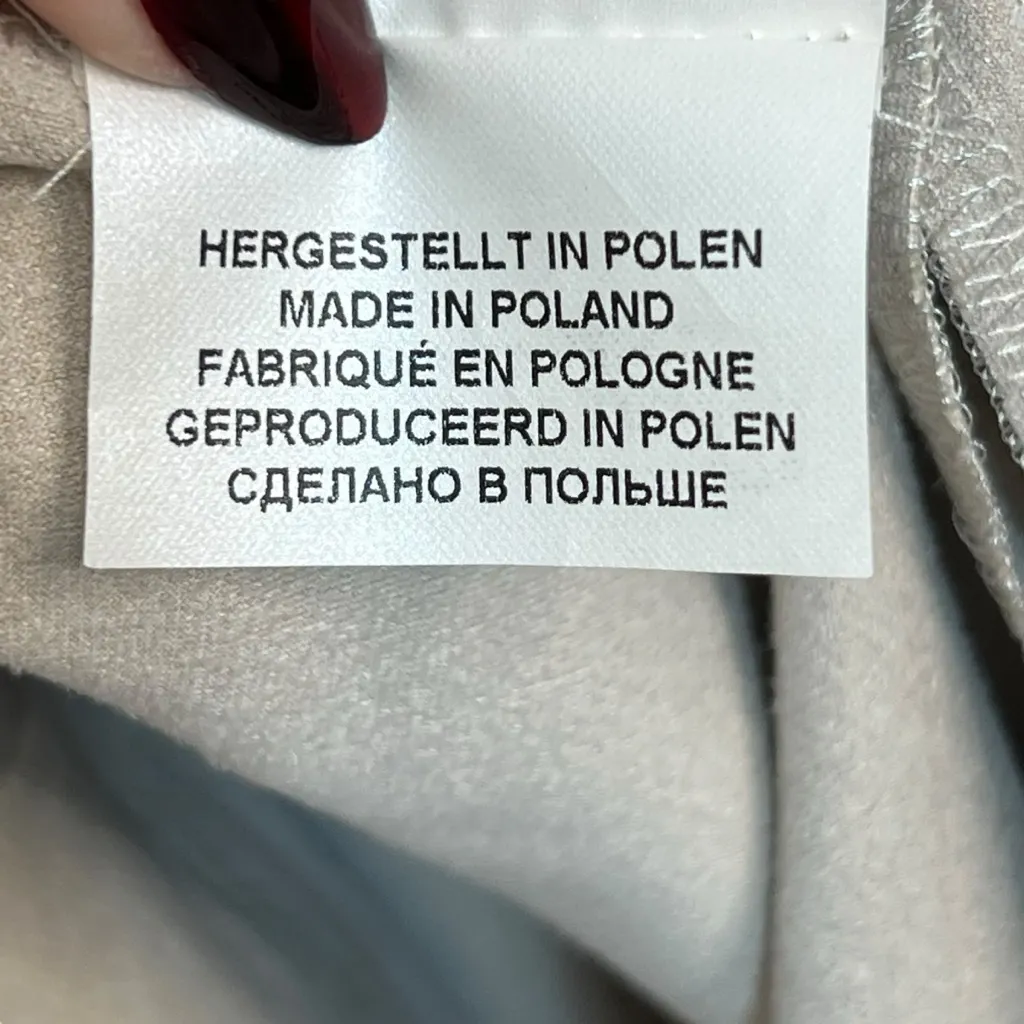 HERGESTELLT IN POLEN
MADE IN POLAND
FABRIQUÉ EN POLOGNE
GEPRODUCEERD IN POLEN
СДЕЛАНО В ПОЛЬШЕ